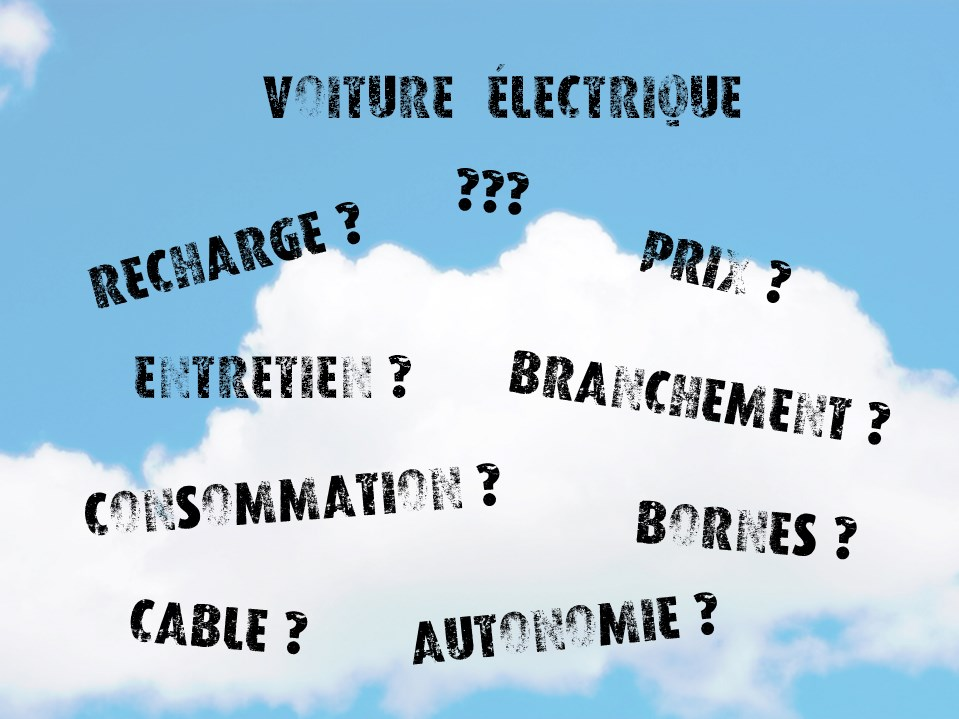 VOITURE ÉLECTRIQUE
???
RECHARGE ?
PRIX ?
ENTRETIEN ?
BRANCHEMENT ?
CONSOMMATION ?
BORNES ?
CABLE ?
AUTONOMIE ?